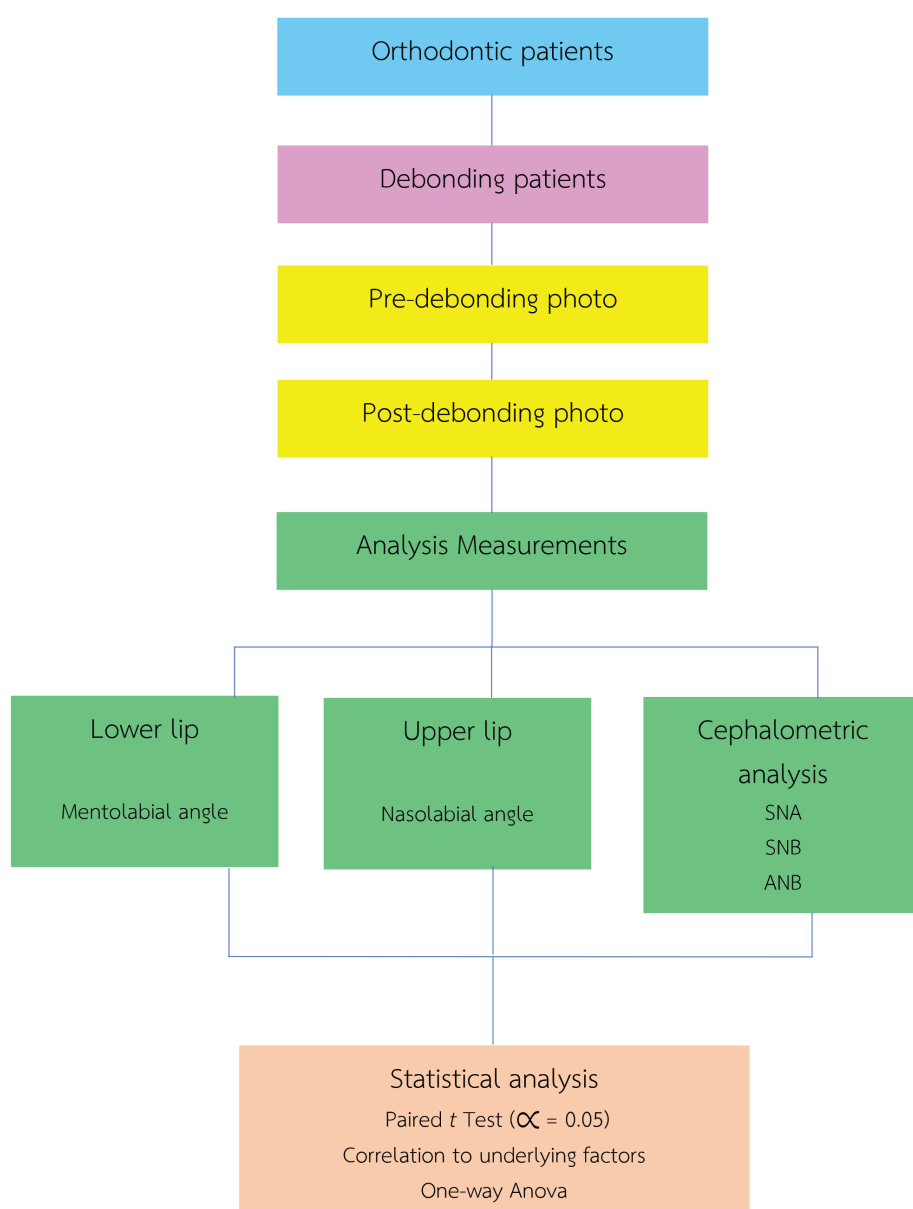 Orthodontic patients
Debonding patients
Pre-debonding photo
Post-debonding photo
Analysis Measurements
Lower lip
Mentolabial angle
Upper lip
Nasolabial angle
Cephalometric
analysis
SNA
SNB
ANB
Statistical analysis
Paired t Test (∝ = 0.05)
Correlation to underlying factors
One-way Anova